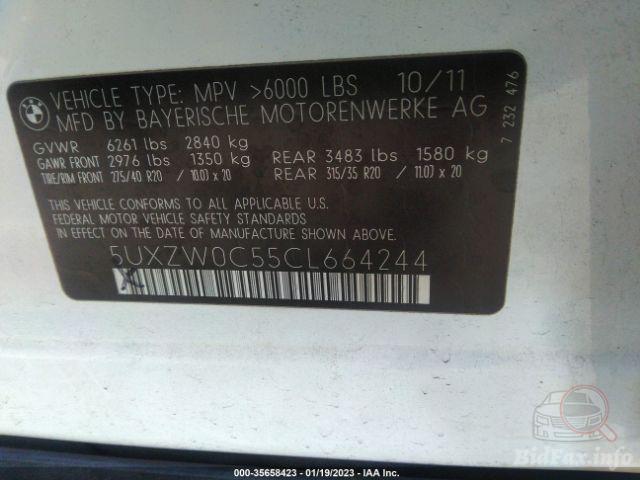 BMW
VEHICLE TYPE: MPV >6000 LBS 10/11
MFD BY BAYERISCHE MOTORENWERKE AG
GVWR 6261 lbs 2840 kg
GAWR FRONT 2976 lbs 1350 kg REAR 3483 lbs 1580 kg
TIRE/RIM FRONT 275/40 R20 / 10.0J x 20 REAR 315/35 R20 / 11.0J x 20
THIS VEHICLE CONFORMS TO ALL APPLICABLE U.S.
FEDERAL MOTOR VEHICLE SAFETY STANDARDS
IN EFFECT ON THE DATE OF MANUFACTURE SHOWN ABOVE.
5UXZW0C55CL664244
7 232 476
BidFax.info
000-35658423 - 01/19/2023 - IAA Inc.